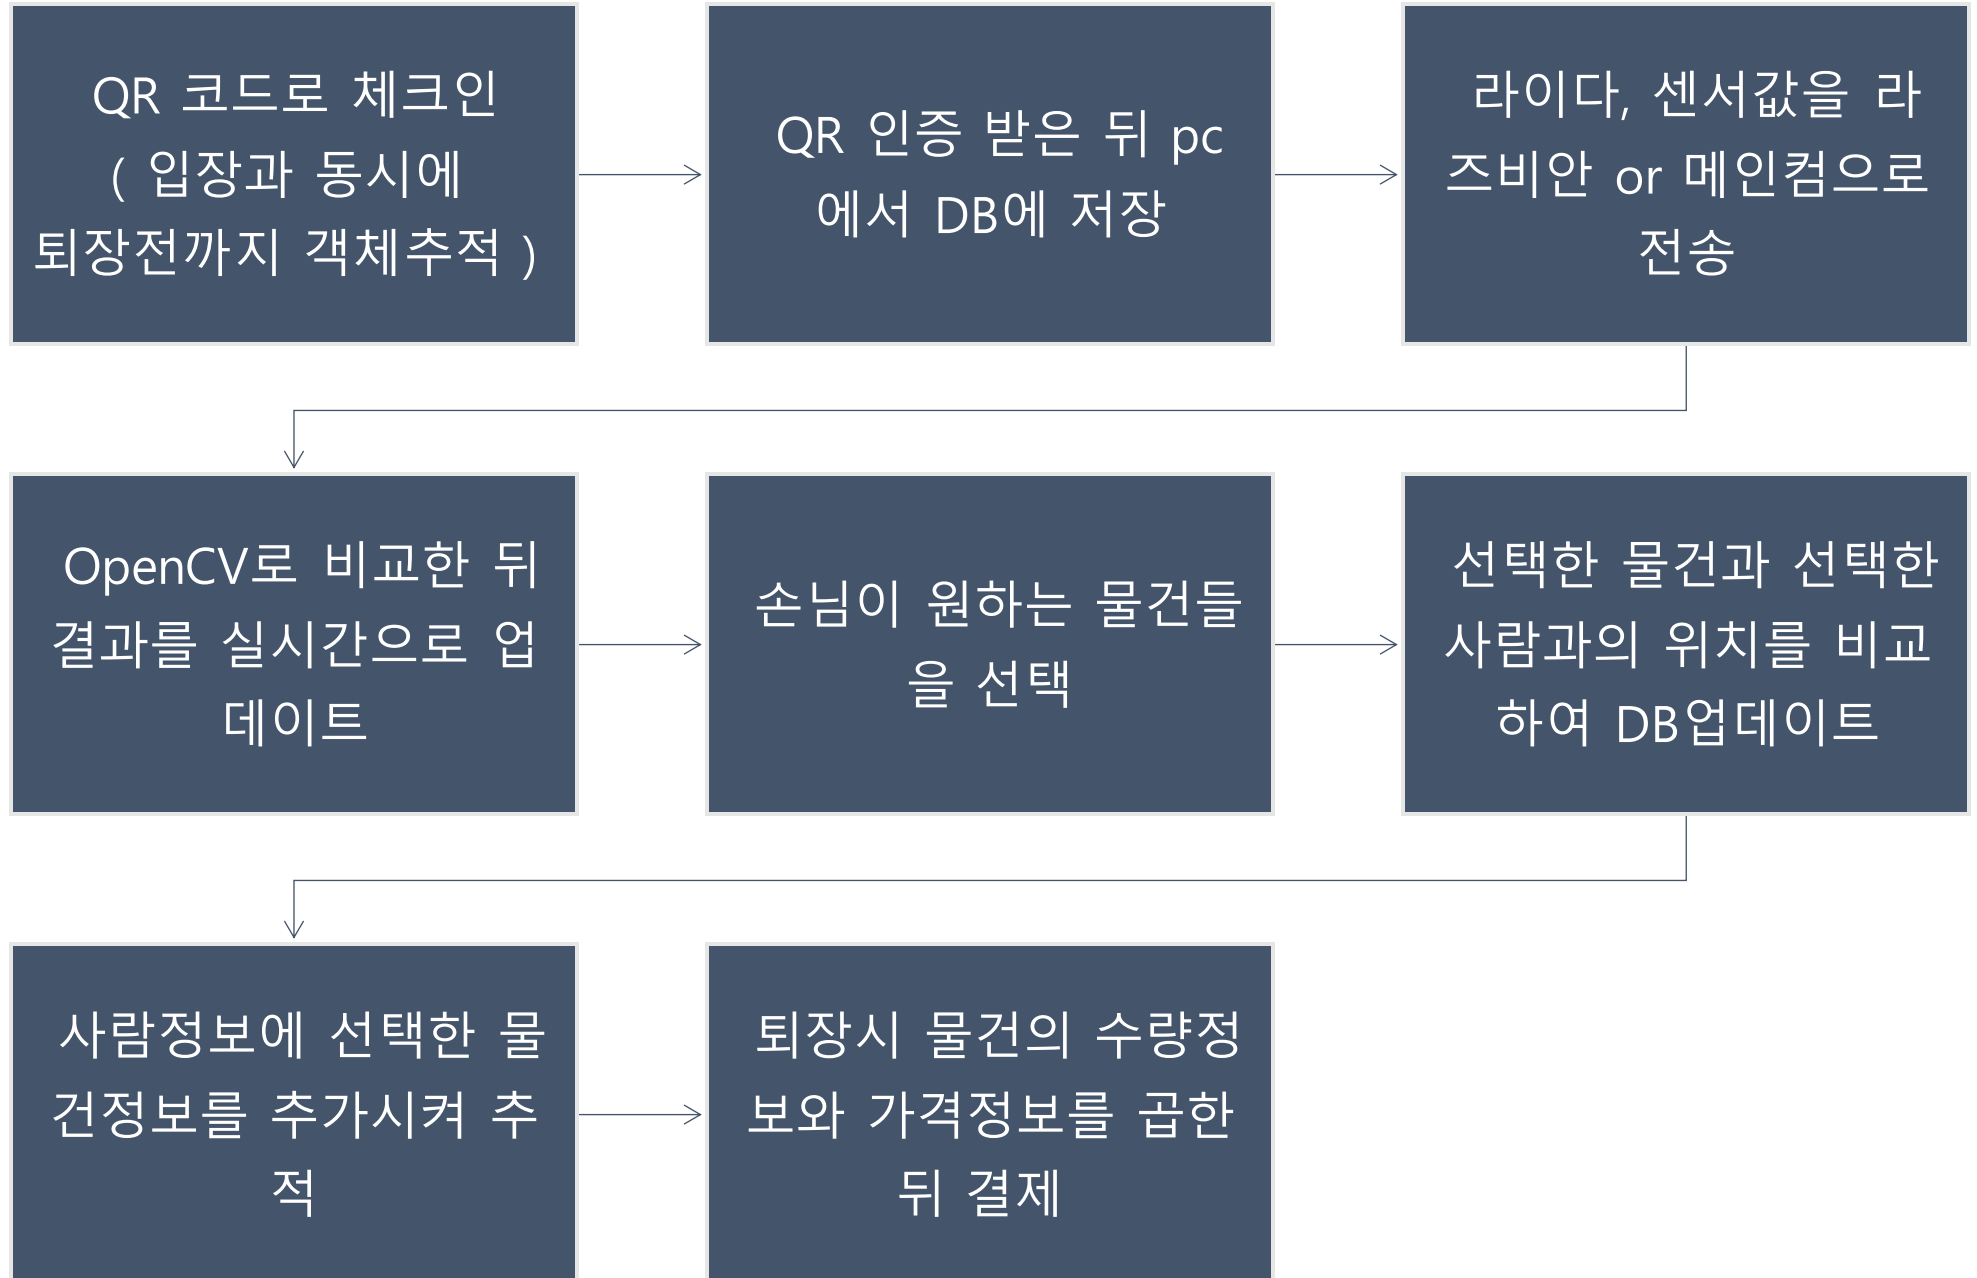 QR 코드로 체크인
( 입장과 동시에
퇴장전까지 객체추적 )
QR 인증 받은 뒤 pc
에서 DB에 저장
라이다, 센서값을 라
즈비안 or 메인컴으로
전송
OpenCV로 비교한 뒤
결과를 실시간으로 업
데이트
손님이 원하는 물건들
을 선택
선택한 물건과 선택한
사람과의 위치를 비교
하여 DB업데이트
사람정보에 선택한 물
건정보를 추가시켜 추
적
퇴장시 물건의 수량정
보와 가격정보를 곱한
뒤 결제